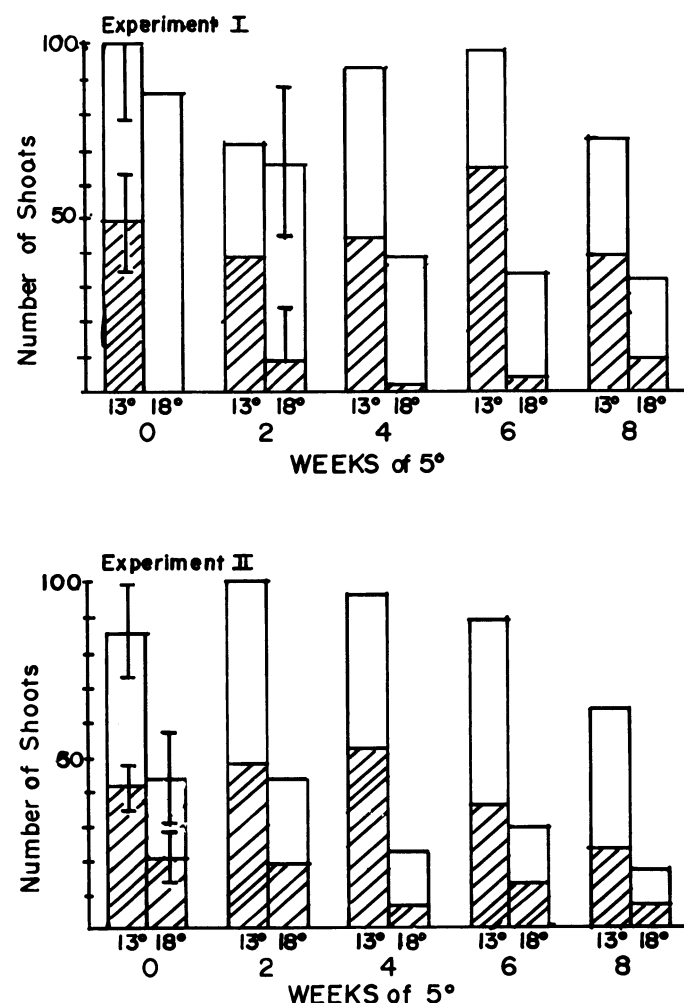 Experiment I
100
50
Number of Shoats
13° 18° 13° 18° 13° 18° 13° 18° 13° 18°
0 2 4 6 8
WEEKS of 5°
Experiment II
100
50
Number of Shoots
13° 18° 13° 18° 13° 18° 13° 18° 13° 18°
0 2 4 6 8
WEEKS of 5°